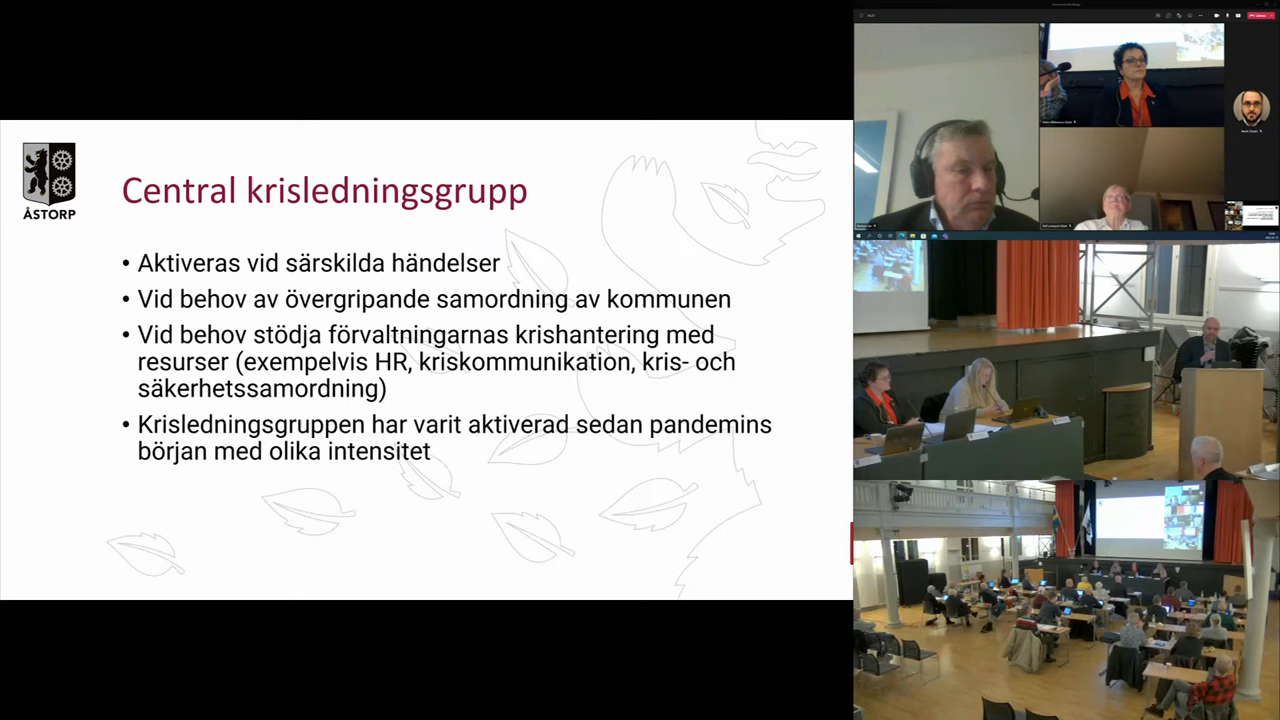 ÅSTORP
Central krisledningsgrupp
• Aktiveras vid särskilda händelser
• Vid behov av övergripande samordning av kommunen
• Vid behov stödja förvaltningarnas krishantering med
resurser (exempelvis HR, kriskommunikation, kris- och
säkerhetssamordning)
• Krisledningsgruppen har varit aktiverad sedan pandemins
början med olika intensitet